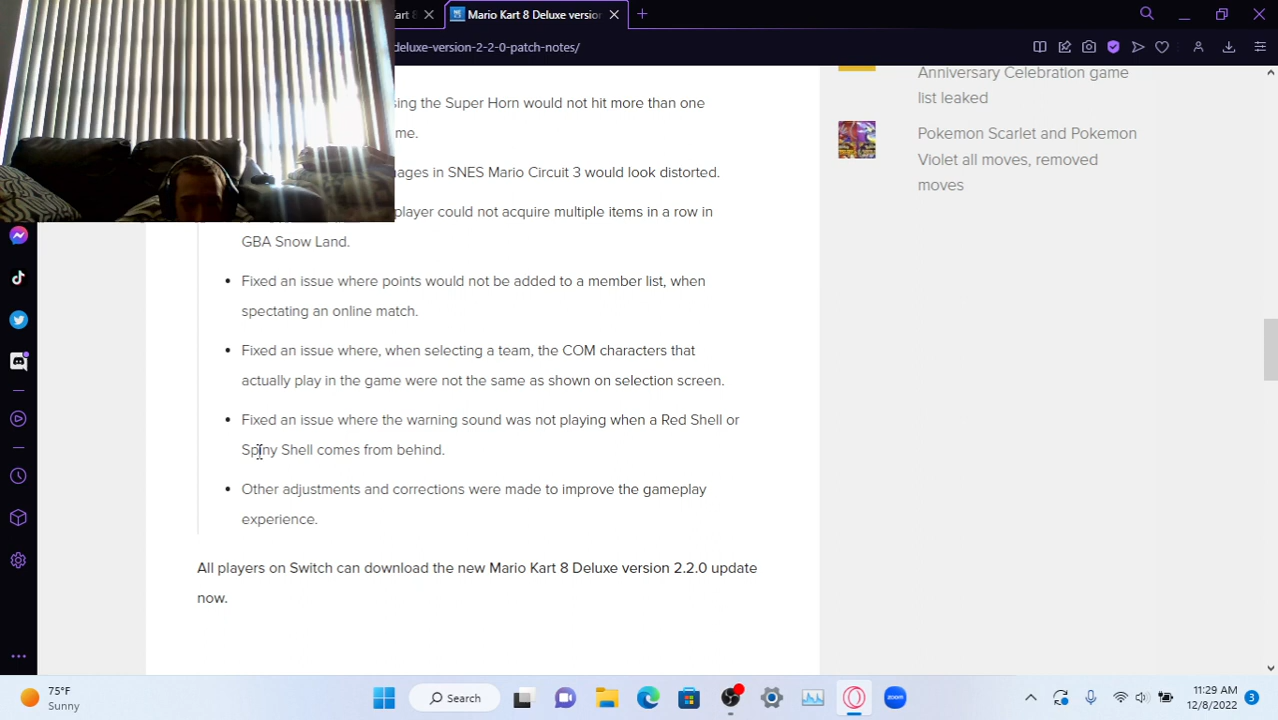 Kart 8
Mario Kart 8 Deluxe version
deluxe-version-2-2-0-patch-notes/
Super Horn would not hit more than one
SNES Mario Circuit 3 would look distorted.
player could not acquire multiple items in a row in
GBA Snow Land.
• Fixed an issue where points would not be added to a member list, when
spectating an online match.
• Fixed an issue where, when selecting a team, the COM characters that
actually play in the game were not the same as shown on selection screen.
• Fixed an issue where the warning sound was not playing when a Red Shell or
Spiny Shell comes from behind.
• Other adjustments and corrections were made to improve the gameplay
experience.
All players on Switch can download the new Mario Kart 8 Deluxe version 2.2.0 update
now.
Anniversary Celebration game
list leaked
Pokemon Scarlet and Pokemon
Violet all moves, removed
moves
75°F
Sunny
Search
zoom
11:29 AM
12/8/2022
3